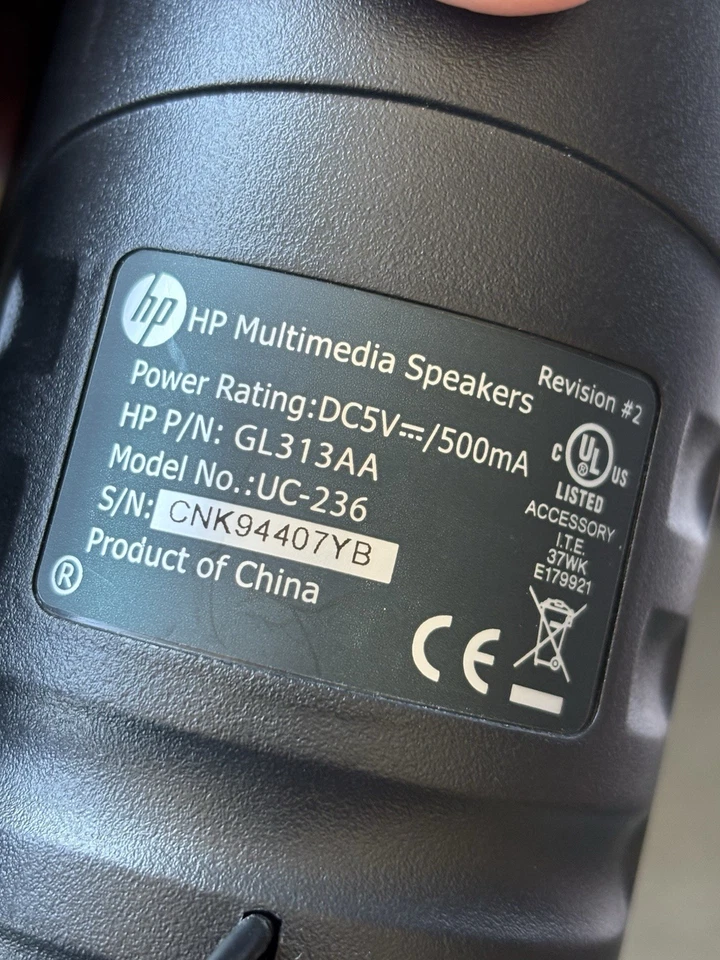 hp HP Multimedia Speakers
Revision #2
Power Rating:DC5V⎓/500mA
HP P/N: GL313AA
Model No.:UC-236
S/N: CNK94407YB
Product of China
®
C UL ® US
LISTED
ACCESSORY
I.T.E.
37WK
E179921
CE